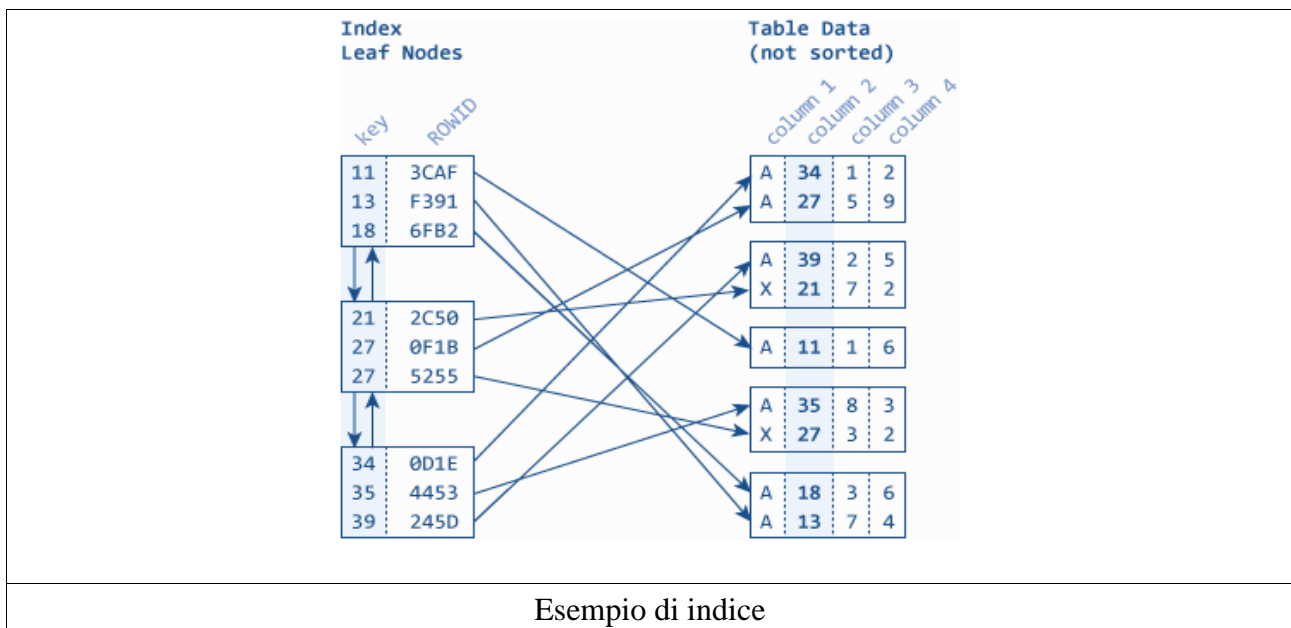 Index
Leaf Nodes
key ROWID
11 3CAF
13 F391
18 6FB2
21 2C50
27 0F1B
27 5255
34 0D1E
35 4453
39 245D
Table Data
(not sorted)
column 1
column 2
column 3
column 4
A 34 1 2
A 27 5 9
A 39 2 5
X 21 7 2
A 11 1 6
A 35 8 3
X 27 3 2
A 18 3 6
A 13 7 4
Esempio di indice